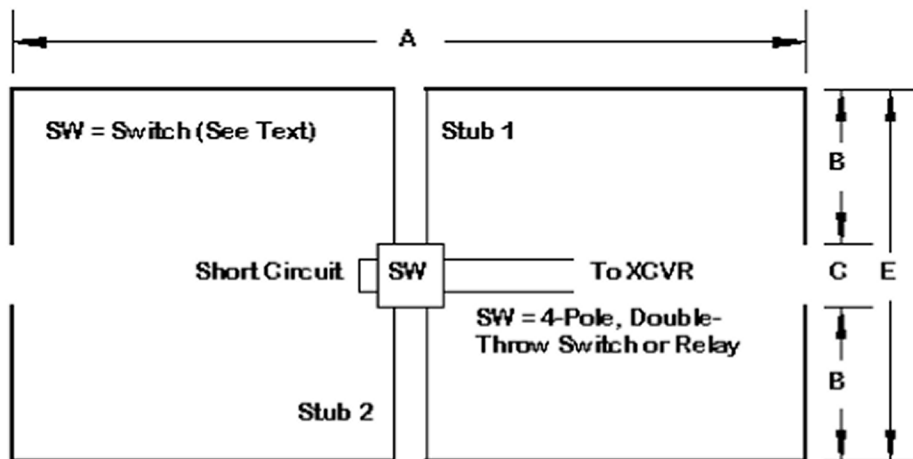 A
SW = Switch (See Text)
Stub 1
B
Short Circuit
SW
To XCVR
C
E
SW = 4-Pole, Double-
Throw Switch or Relay
B
Stub 2